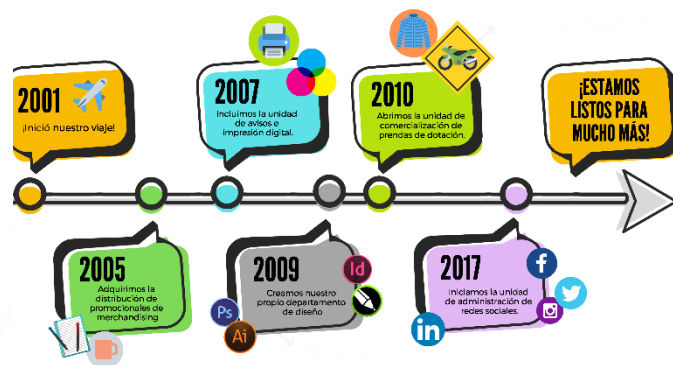 2001
¡Inició nuestro viaje!
2005
Adquirimos la
distribución de
promocionales de
merchandising
2007
Incluimos la unidad
de avisos e
impresión digital.
2009
Creamos nuestro
propio departamento
de diseño
Ps
Ai
Id
2010
Abrimos la unidad de
comercialización de
prendas de dotación.
2017
Iniciamos la unidad
de administración de
redes sociales.
f
in
¡ESTAMOS
LISTOS PARA
MUCHO MÁS!